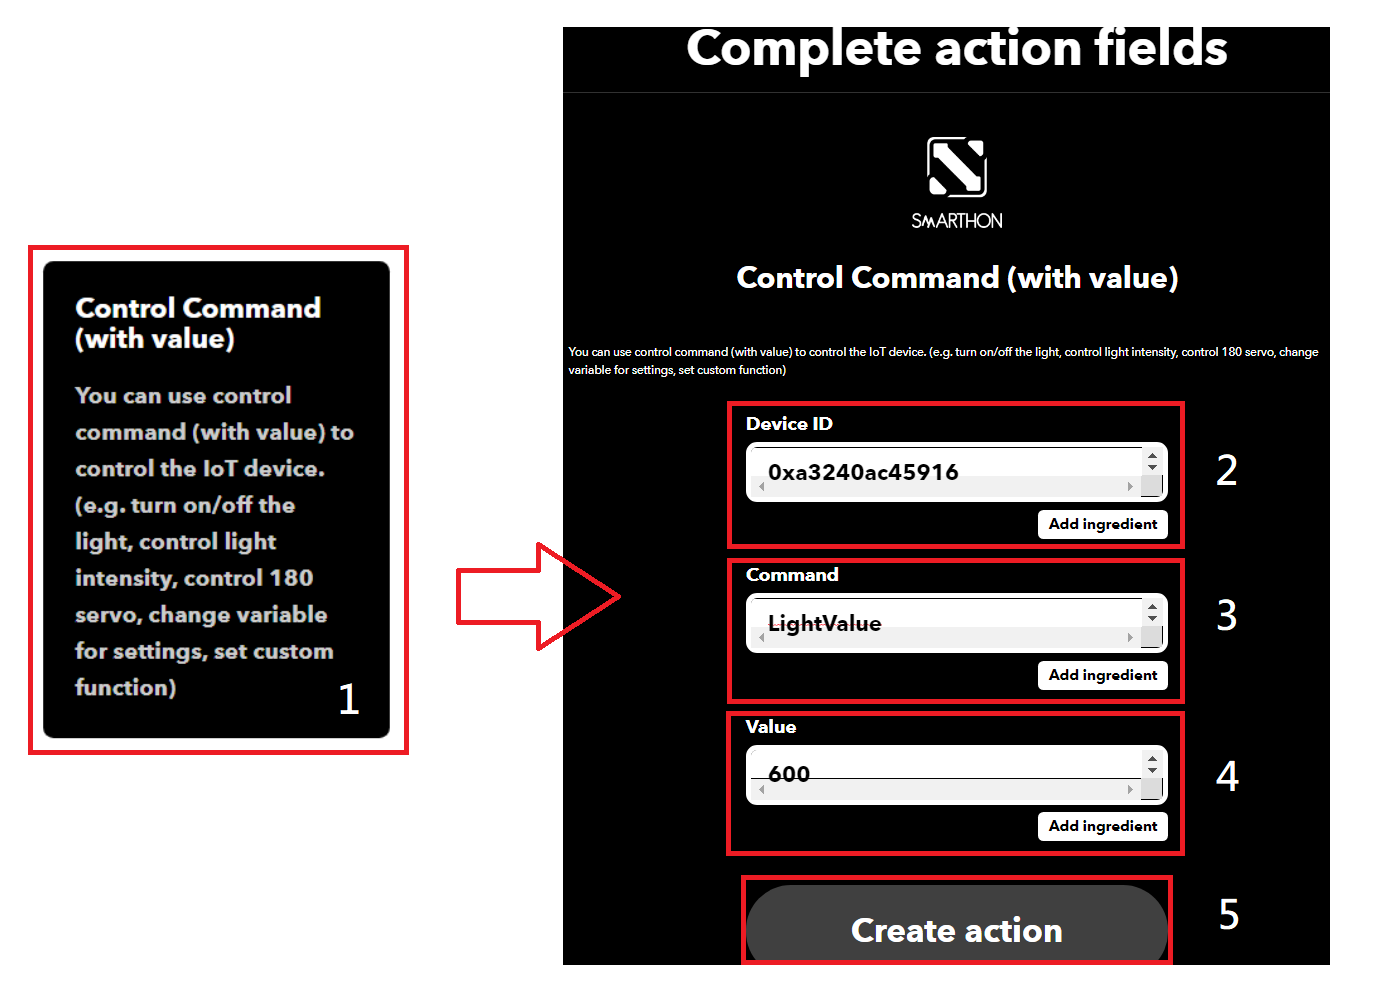 Control Command
(with value)
You can use control
command (with value) to
control the IoT device.
(e.g. turn on/off the
light, control light
intensity, control 180
servo, change variable
for settings, set custom
function)
1
Complete action fields
SMARTHON
Control Command (with value)
You can use control command (with value) to control the IoT device. (e.g. turn on/off the light, control light intensity, control 180 servo, change
variable for settings, set custom function)
Device ID
0xa3240ac45916
Add ingredient
2
Command
LightValue
Add ingredient
3
Value
600
Add ingredient
4
Create action
5